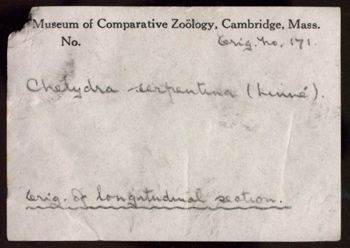 Museum of Comparative Zoölogy, Cambridge, Mass.
No. Orig. No. 171.
Chelydra serpentina (Linné).
Orig. of longitudinal section.